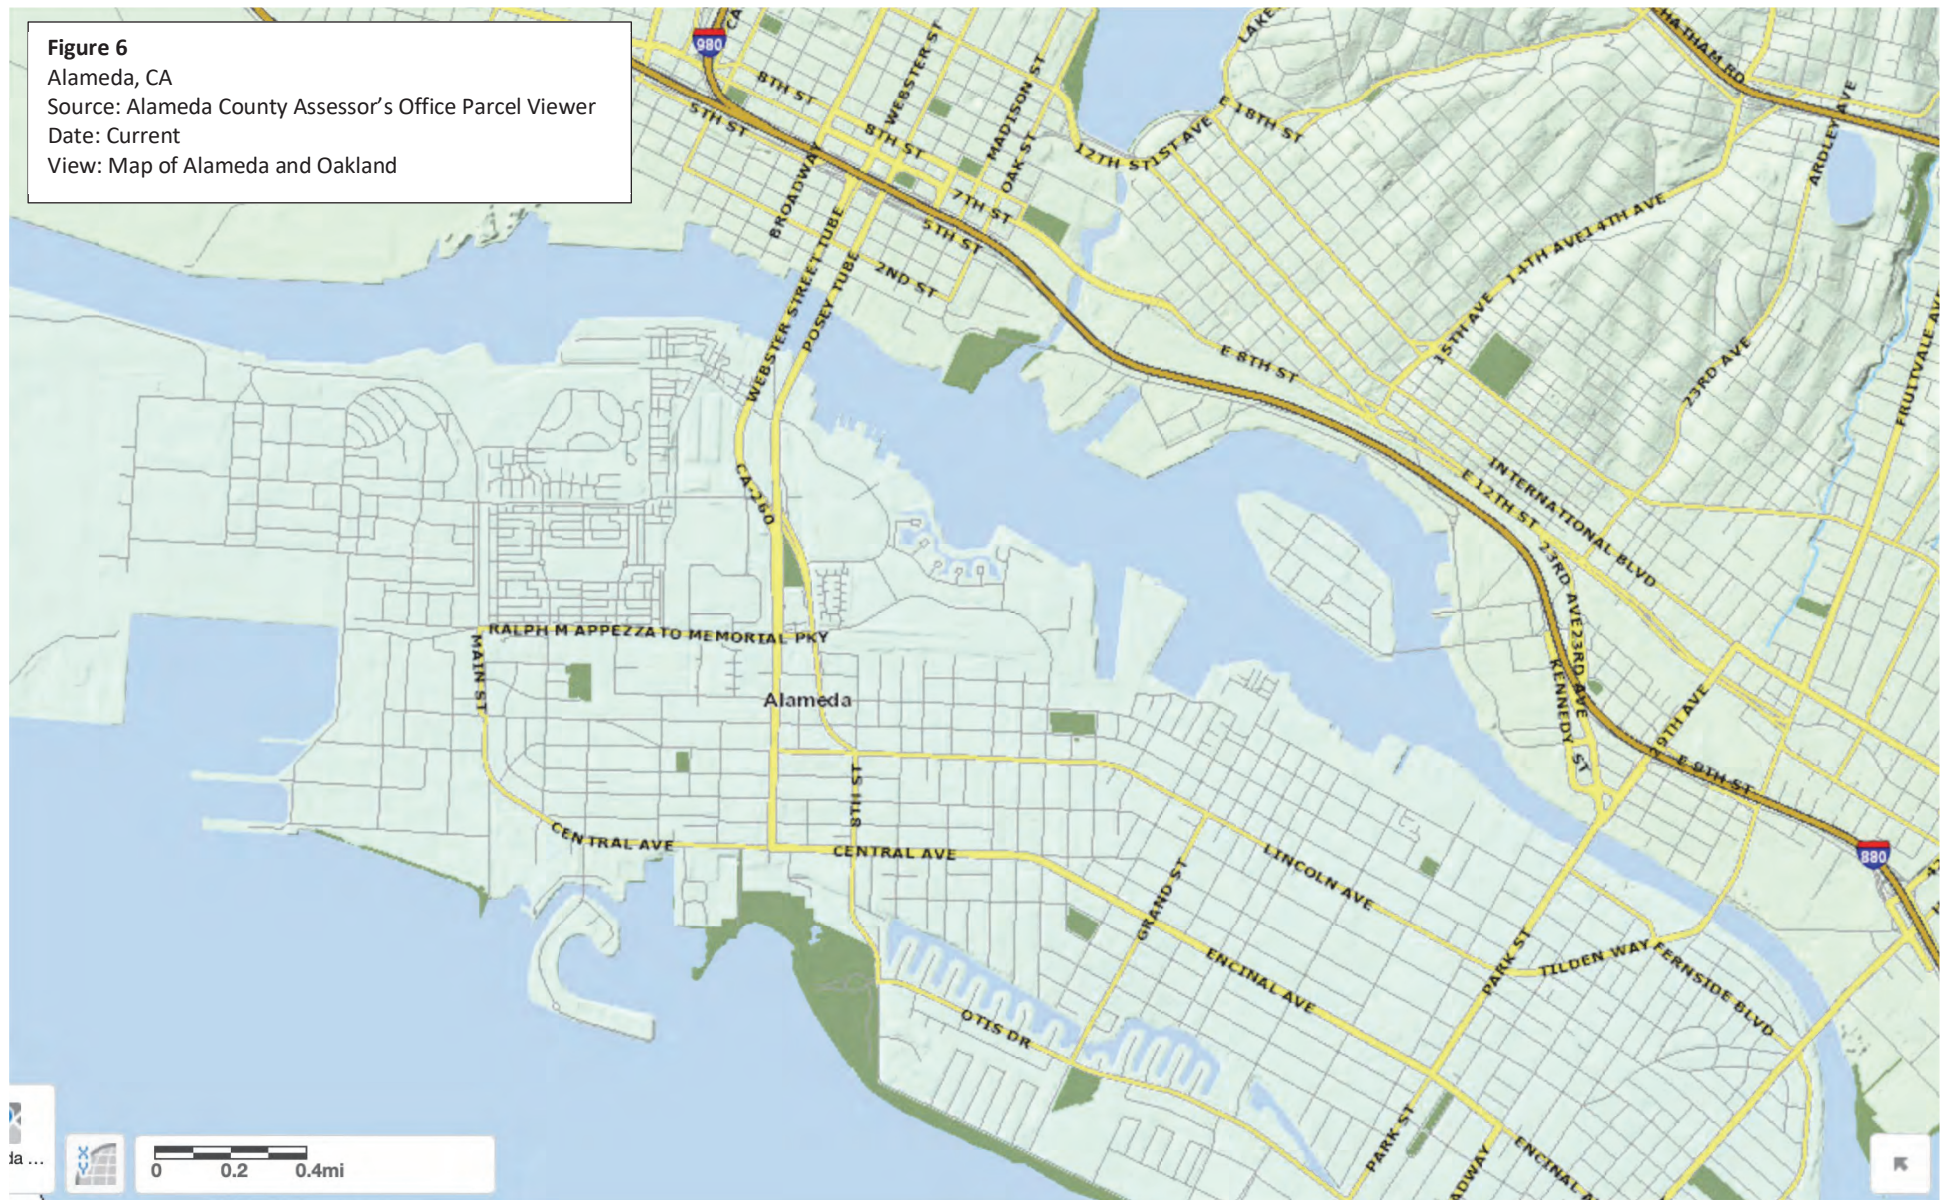 Figure 6
Alameda, CA
Source: Alameda County Assessor's Office Parcel Viewer
Date: Current
View: Map of Alameda and Oakland
980
CA
LAKE
HATHAM RD
8TH ST
WEBSTER ST
5TH ST
8TH ST
MADISON ST
OAK ST
12TH ST
1ST AVE
E 18TH ST
ARDLEY AVE
BROADWAY
7TH ST
5TH ST
2ND ST
14TH AVE
14TH AVE
15TH AVE
WEBSTER STREET TUBE
POSEY TUBE
E 8TH ST
23RD AVE
FRUITVALE AVE
CA-260
INTERNATIONAL BLVD
E 12TH ST
23RD AVE
23RD AVE
KENNEDY ST
RALPH M APPEZZATO MEMORIAL PKY
MAIN ST
Alameda
29TH AVE
E 9TH ST
880
8TH ST
CENTRAL AVE
CENTRAL AVE
LINCOLN AVE
GRAND ST
PARK ST
TILDEN WAY
FERNSIDE BLVD
ENCINAL AVE
OTIS DR
PARK ST
ADWAY
ENCINAL A
da ...
X
Y
0 0.2 0.4mi